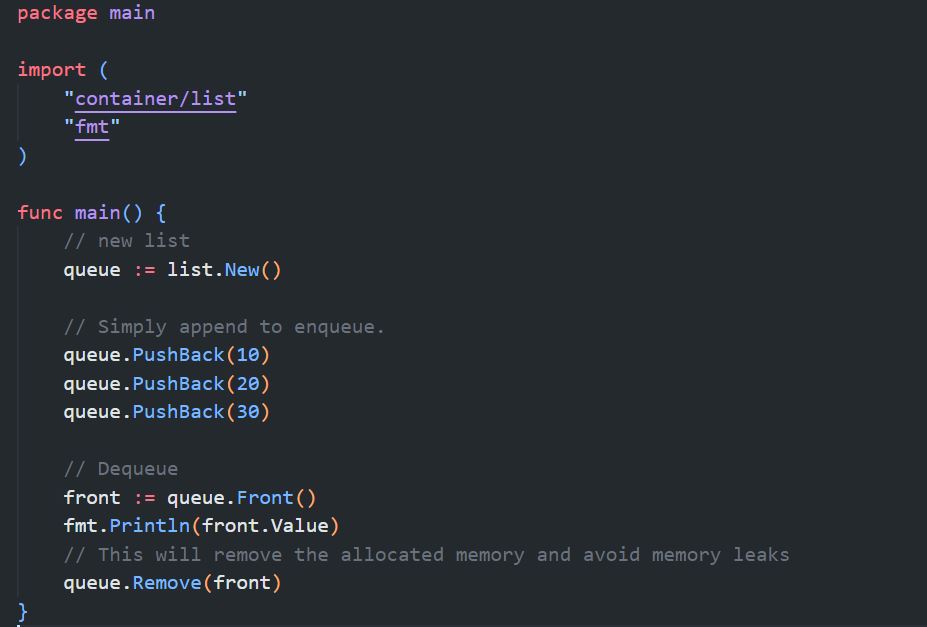 package main
import (
"container/list"
"fmt"
)
func main() {
// new list
queue := list.New()
// Simply append to enqueue.
queue.PushBack(10)
queue.PushBack(20)
queue.PushBack(30)
// Dequeue
front := queue.Front()
fmt.Println(front.Value)
// This will remove the allocated memory and avoid memory leaks
queue.Remove(front)
}